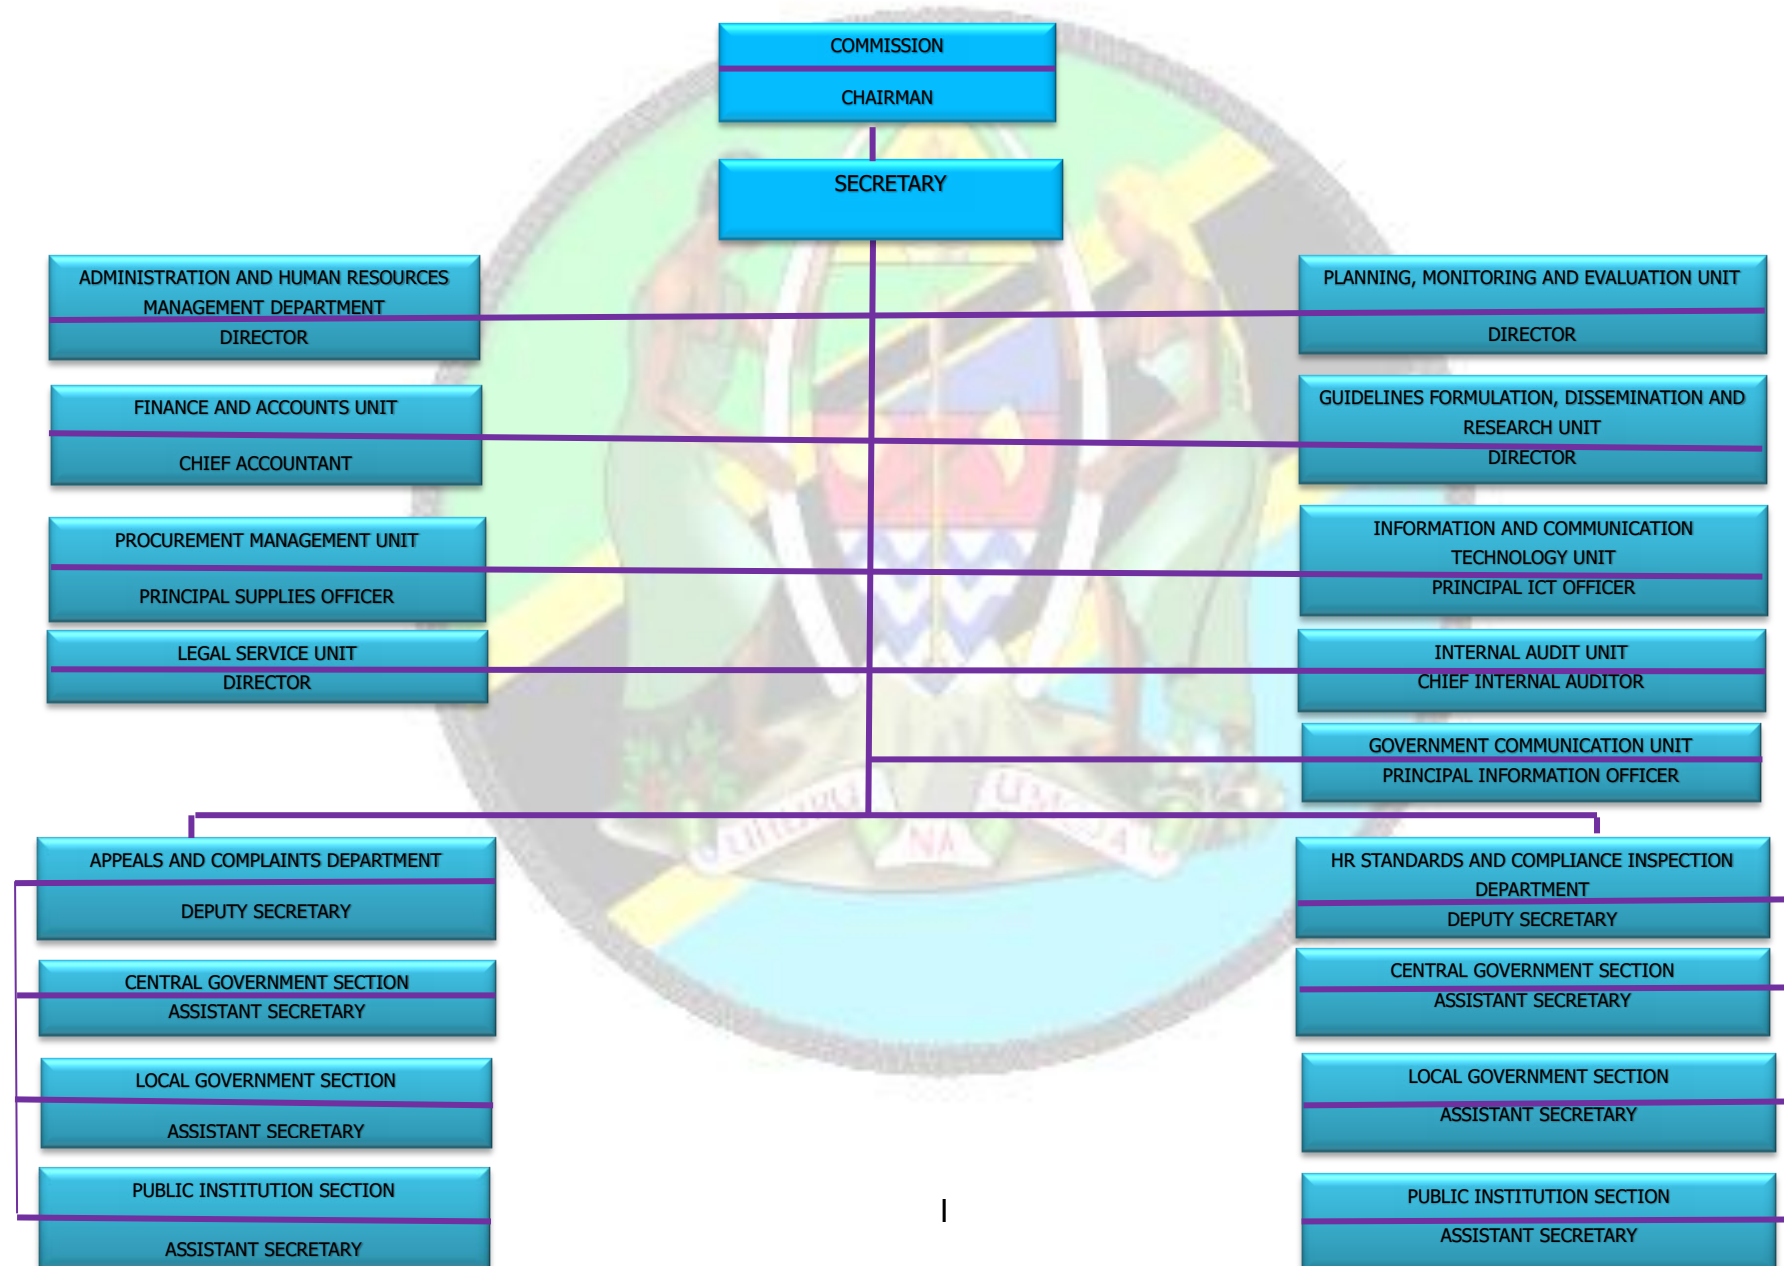 COMMISSION
CHAIRMAN
SECRETARY
ADMINISTRATION AND HUMAN RESOURCES
MANAGEMENT DEPARTMENT
DIRECTOR
PLANNING, MONITORING AND EVALUATION UNIT
DIRECTOR
FINANCE AND ACCOUNTS UNIT
CHIEF ACCOUNTANT
GUIDELINES FORMULATION, DISSEMINATION AND
RESEARCH UNIT
DIRECTOR
PROCUREMENT MANAGEMENT UNIT
PRINCIPAL SUPPLIES OFFICER
INFORMATION AND COMMUNICATION
TECHNOLOGY UNIT
PRINCIPAL ICT OFFICER
LEGAL SERVICE UNIT
DIRECTOR
INTERNAL AUDIT UNIT
CHIEF INTERNAL AUDITOR
GOVERNMENT COMMUNICATION UNIT
PRINCIPAL INFORMATION OFFICER
UHURU NA UMOJA
APPEALS AND COMPLAINTS DEPARTMENT
DEPUTY SECRETARY
CENTRAL GOVERNMENT SECTION
ASSISTANT SECRETARY
LOCAL GOVERNMENT SECTION
ASSISTANT SECRETARY
PUBLIC INSTITUTION SECTION
ASSISTANT SECRETARY
HR STANDARDS AND COMPLIANCE INSPECTION
DEPARTMENT
DEPUTY SECRETARY
CENTRAL GOVERNMENT SECTION
ASSISTANT SECRETARY
LOCAL GOVERNMENT SECTION
ASSISTANT SECRETARY
PUBLIC INSTITUTION SECTION
ASSISTANT SECRETARY
I